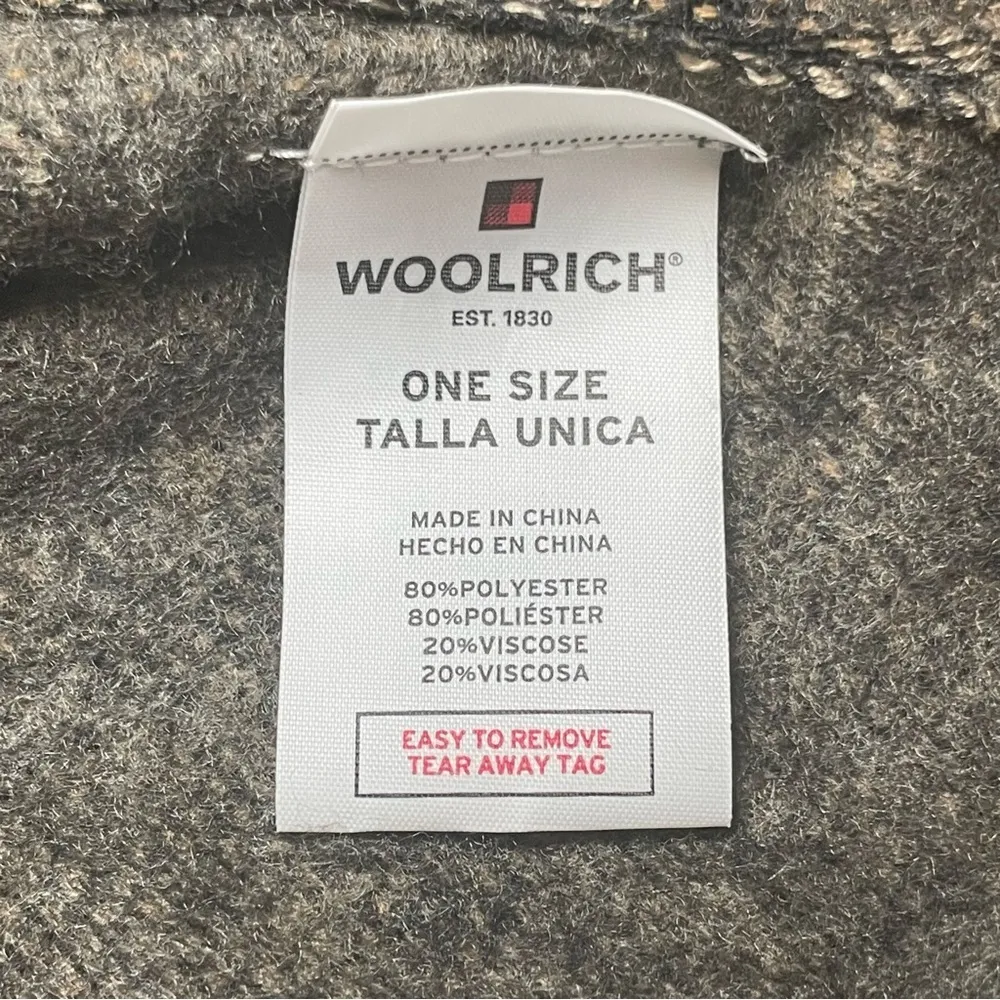 WOOLRICH®
EST. 1830
ONE SIZE
TALLA UNICA
MADE IN CHINA
HECHO EN CHINA
80%POLYESTER
80%POLIÉSTER
20%VISCOSE
20%VISCOSA
EASY TO REMOVE
TEAR AWAY TAG